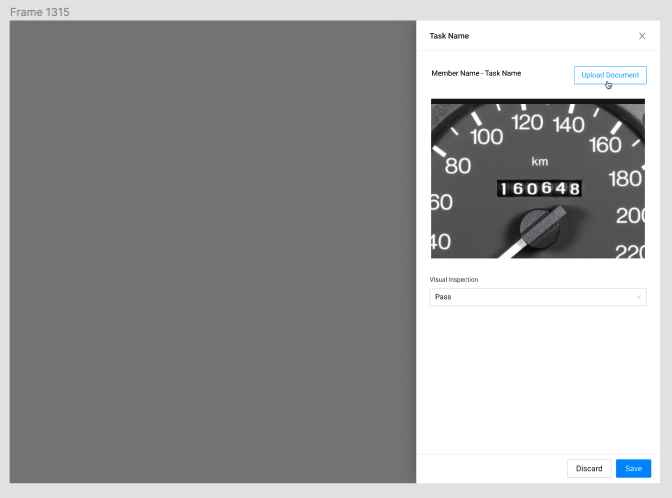 Frame 1315
Task Name
Member Name - Task Name
Upload Document
120 140
100 160
80 km
160648 180
60
200
40
220
Visual Inspection
Pass
Discard Save